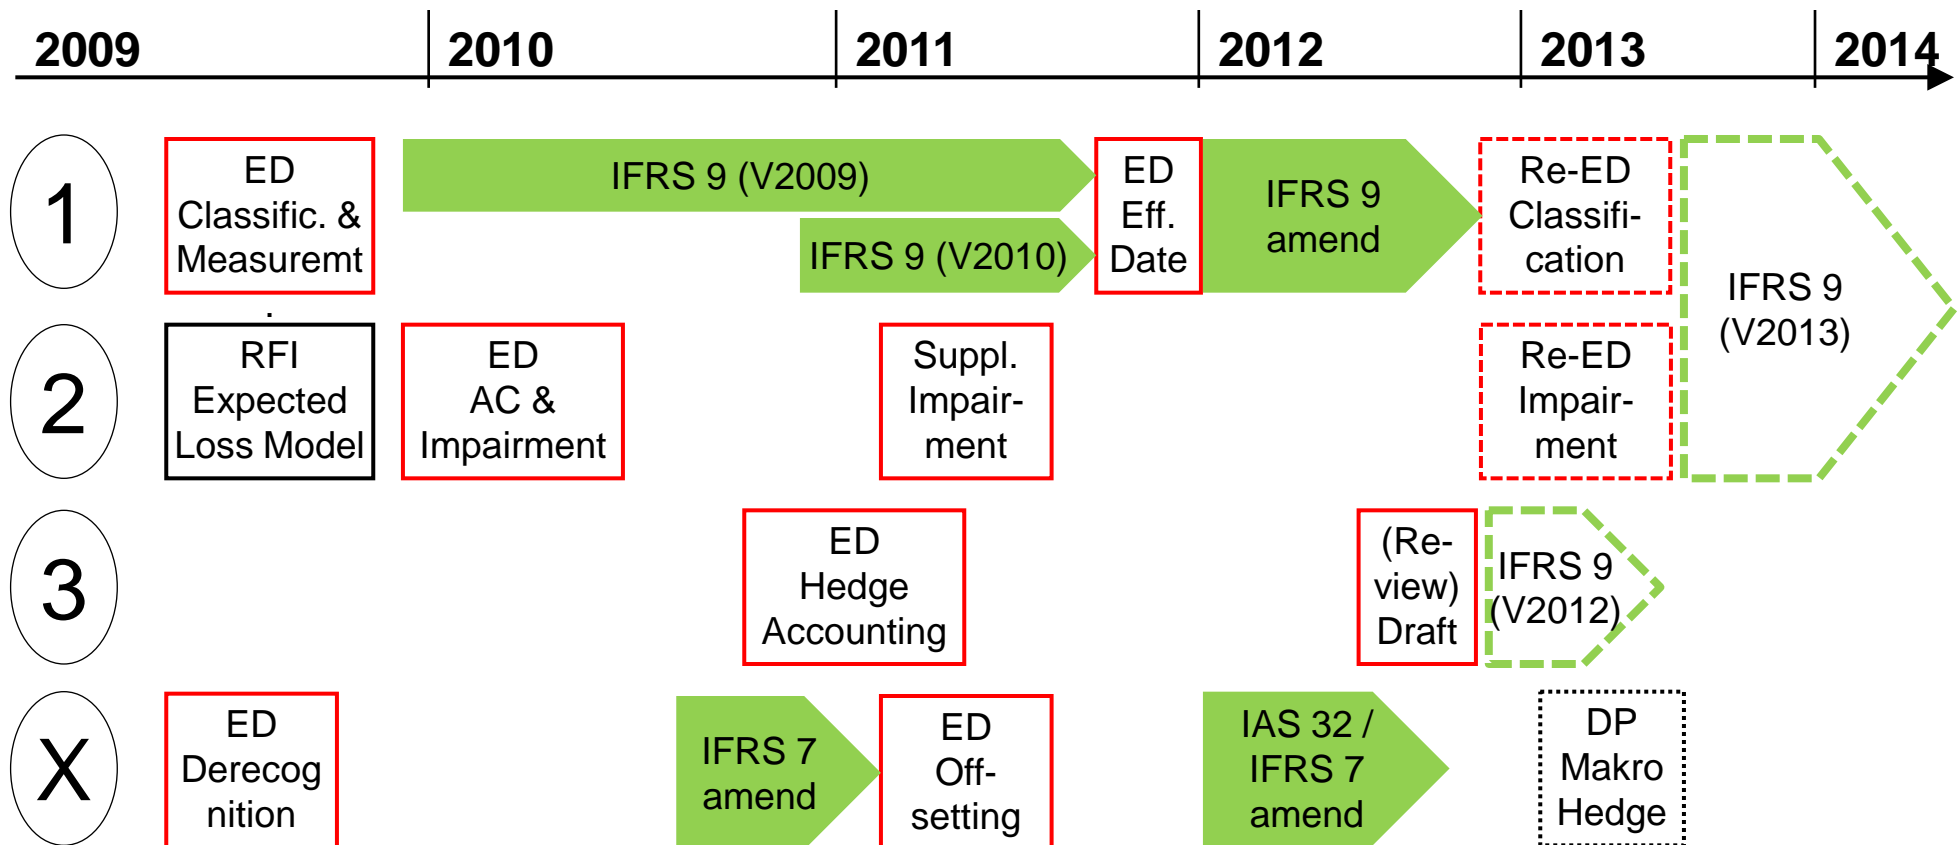 2009 2010 2011 2012 2013 2014
1
ED
Classific. &
Measuremt
.
IFRS 9 (V2009)
IFRS 9 (V2010)
ED
Eff.
Date
IFRS 9
amend
Re-ED
Classifi-
cation
IFRS 9
(V2013)
2
RFI
Expected
Loss Model
ED
AC &
Impairment
Suppl.
Impair-
ment
Re-ED
Impair-
ment
3
ED
Hedge
Accounting
(Re-
view)
Draft
IFRS 9
(V2012)
X
ED
Derecog
nition
IFRS 7
amend
ED
Off-
setting
IAS 32 /
IFRS 7
amend
DP
Makro
Hedge